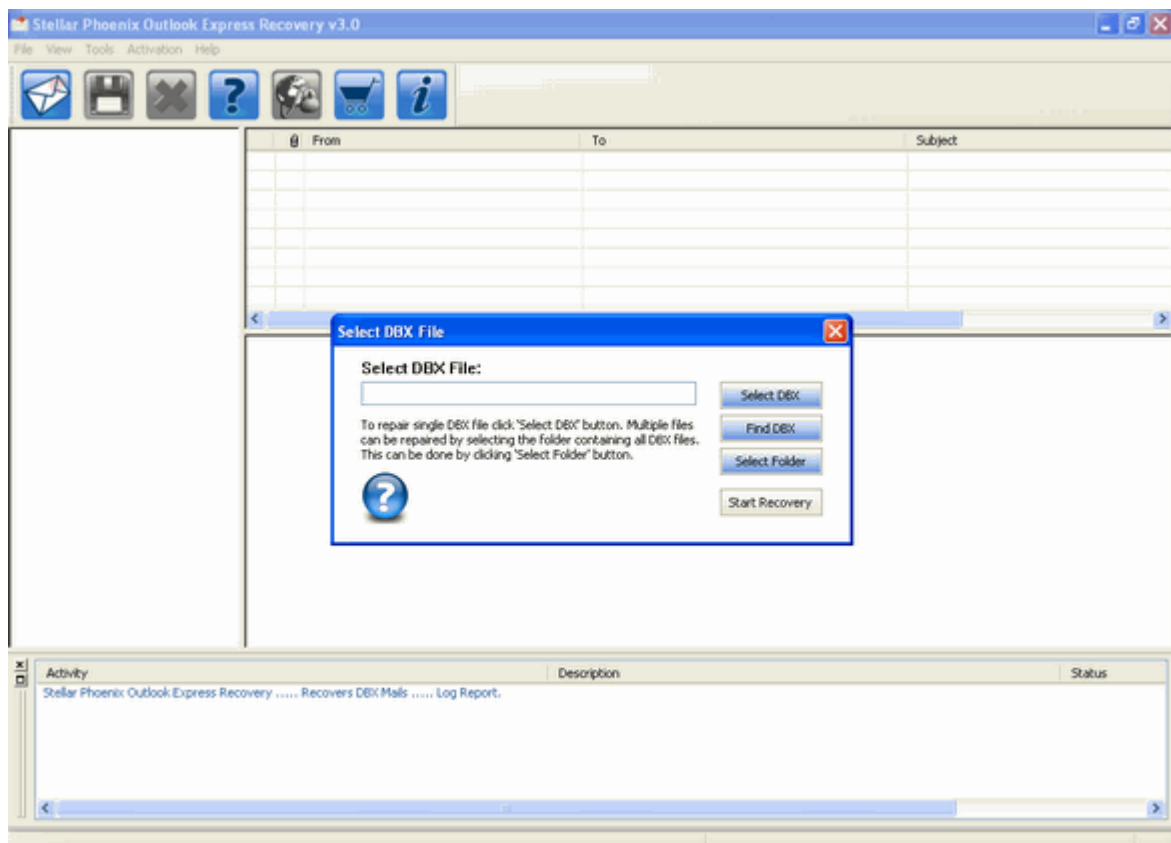 Stellar Phoenix Outlook Express Recovery v3.0
File View Tools Activation Help
From To Subject
Select DBX File
Select DBX File:
Select DBX
To repair single DBX file click 'Select DBX' button. Multiple files
can be repaired by selecting the folder containing all DBX files.
This can be done by clicking 'Select Folder' button.
Find DBX
Select Folder
Start Recovery
Activity Description Status
Stellar Phoenix Outlook Express Recovery ..... Recovers DBX Mails ..... Log Report.